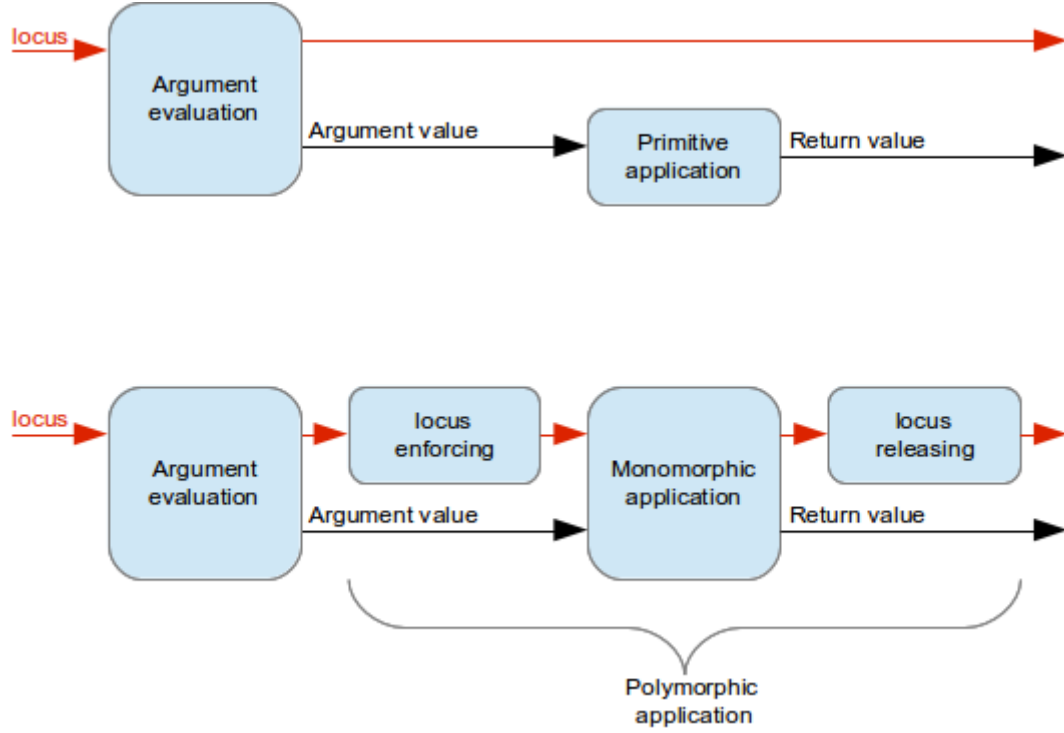 locus
Argument
evaluation
Argument value
Primitive
application
Return value
locus
Argument
evaluation
locus
enforcing
Argument value
Monomorphic
application
locus
releasing
Return value
Polymorphic
application